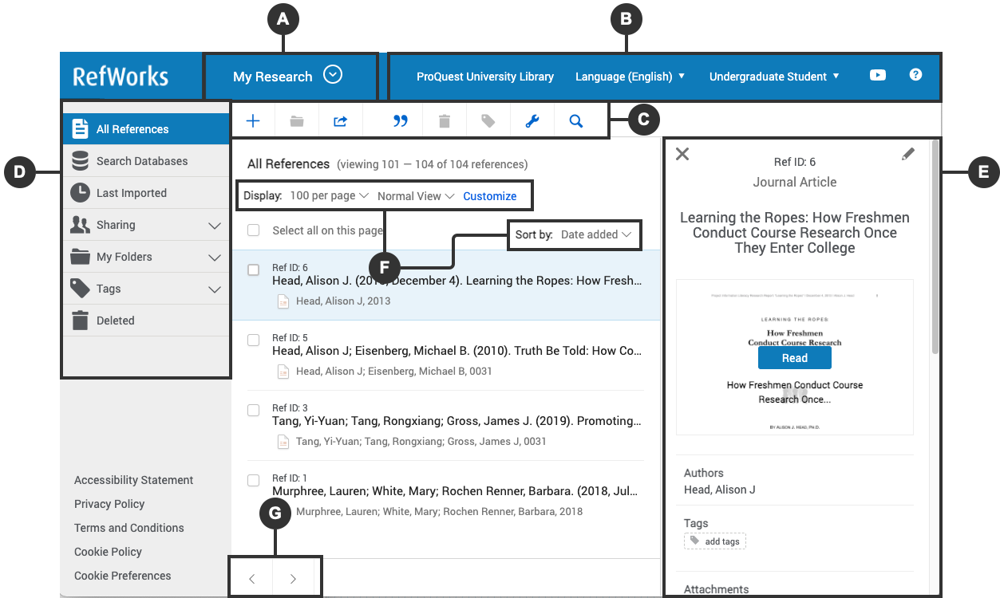 A
B
RefWorks
My Research
ProQuest University Library
Language (English)
Undergraduate Student
?
C
D
All References
Search Databases
Last Imported
Sharing
My Folders
Tags
Deleted
Accessibility Statement
Privacy Policy
Terms and Conditions
Cookie Policy
Cookie Preferences
All References (viewing 101 — 104 of 104 references)
Display: 100 per page Normal View Customize
Select all on this page
Sort by: Date added
F
Ref ID: 6
Head, Alison J. December 4). Learning the Ropes: How Fresh...
Head, Alison J, 2013
Ref ID: 5
Head, Alison J; Eisenberg, Michael B. (2010). Truth Be Told: How Co...
Head, Alison J; Eisenberg, Michael B, 0031
Ref ID: 3
Tang, Yi-Yuan; Tang, Rongxiang; Gross, James J. (2019). Promoting...
Tang, Yi-Yuan; Tang, Rongxiang; Gross, James J, 0031
Ref ID: 1
Murphree, Lauren; White, Mary; Rochen Renner, Barbara. (2018, Jul...
Murphree, Lauren; White, Mary; Rochen Renner, Barbara, 2018
G
E
Ref ID: 6
Journal Article
Learning the Ropes: How Freshmen
Conduct Course Research Once
They Enter College
LEARNING THE ROPES:
How Freshmen
Conduct Course Research
Read
How Freshmen Conduct Course
Research Once...
BY ALISON J. HEAD, PH.D.
Authors
Head, Alison J
Tags
add tags
Attachments